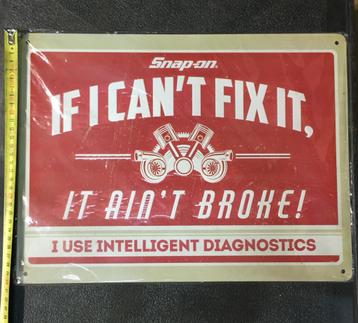 Snap-on
IF I CAN'T FIX IT,
IT AIN'T BROKE!
I USE INTELLIGENT DIAGNOSTICS